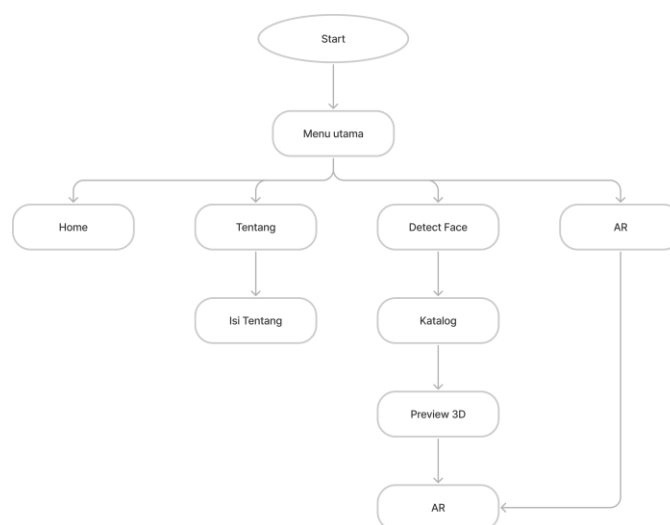 Start
Menu utama
Home
Tentang
Detect Face
AR
Isi Tentang
Katalog
Preview 3D
AR